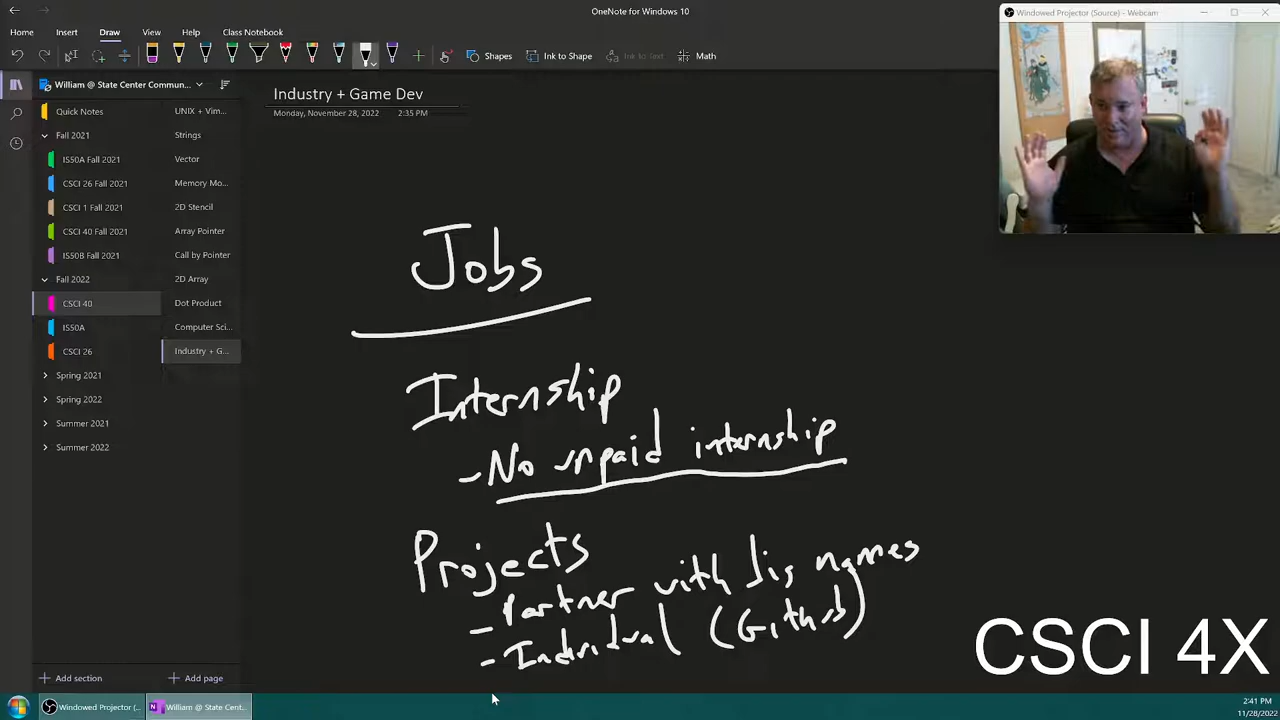 OneNote for Windows 10
Windowed Projector (Source) - Webcam
Insert
Draw
View
Help
Class Notebook
Shapes
Ink to Shape
Ink to Text
Math
William @ State Center Commun...
Quick Notes
Fall 2021
IS50A Fall 2021
CSCI 26 Fall 2021
CSCI 1 Fall 2021
CSCI 40 Fall 2021
IS50B Fall 2021
Fall 2022
CSCI 40
IS50A
CSCI 26
Spring 2021
Spring 2022
Summer 2021
Summer 2022
Add section
UNIX + Vim...
Strings
Vector
Memory Mo...
2D Stencil
Array Pointer
Call by Pointer
2D Array
Dot Product
Computer Sci...
Industry + G...
Add page
Industry + Game Dev
Monday, November 28, 2022 2:35 PM
Jobs
Internship
- No unpaid internship
Projects
- Partner with big names
- Individual (Github)
CSCI 4X
Windowed Projector (...
William @ State Cent...
2:41 PM
11/28/2022